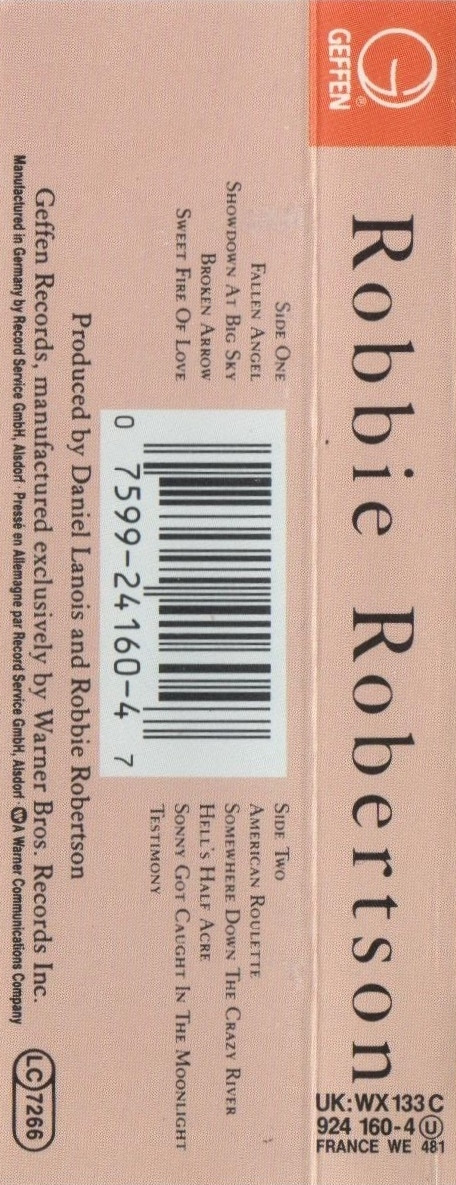 GEFFEN®
Robbie Robertson
UK: WX 133 C
924 160-4 Ⓤ
FRANCE WE 481
SIDE ONE
FALLEN ANGEL
SHOWDOWN AT BIG SKY
BROKEN ARROW
SWEET FIRE OF LOVE
0 7599-24160-4 7
SIDE TWO
AMERICAN ROULETTE
SOMEWHERE DOWN THE CRAZY RIVER
HELL'S HALF ACRE
SONNY GOT CAUGHT IN THE MOONLIGHT
TESTIMONY
Produced by Daniel Lanois and Robbie Robertson
Geffen Records, manufactured exclusively by Warner Bros. Records Inc.
Manufactured in Germany by Record Service GmbH, Alsdorf · Pressé en Allemagne par Record Service GmbH, Alsdorf · A Warner Communications Company
LC 7266